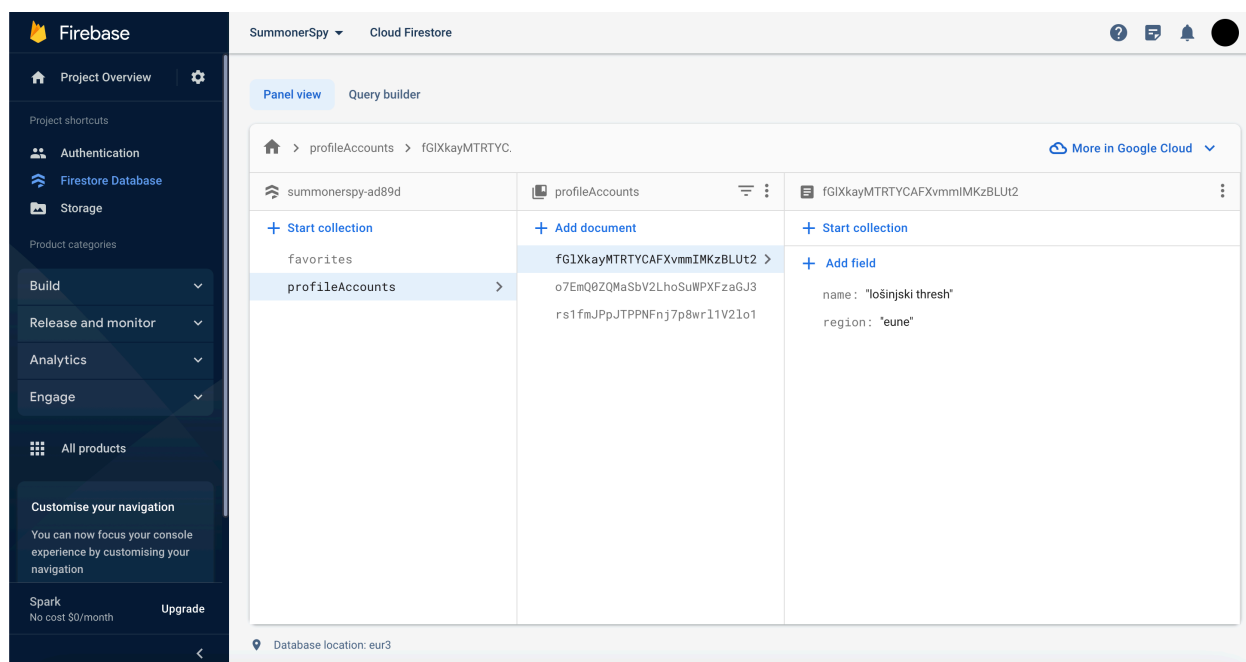 Firebase
SummonerSpy
Cloud Firestore
Project Overview
Project shortcuts
Authentication
Firestore Database
Storage
Product categories
Build
Release and monitor
Analytics
Engage
All products
Customise your navigation
You can now focus your console
experience by customising your
navigation
Spark
No cost $0/month
Upgrade
Panel view
Query builder
profileAccounts > fGlXkayMTRTYC.
More in Google Cloud
summonerspy-ad89d
+ Start collection
favorites
profileAccounts
profileAccounts
+ Add document
fGlXkayMTRTYCAFXvmmIMKzBLUt2
o7EmQ0ZQMaSbV2LhoSuWPXFzaGJ3
rs1fmJPpJTPPNFnj7p8wrl1V2lo1
fGlXkayMTRTYCAFXvmmIMKzBLUt2
+ Start collection
+ Add field
name: "lošinjski thresh"
region: "eune"
Database location: eur3